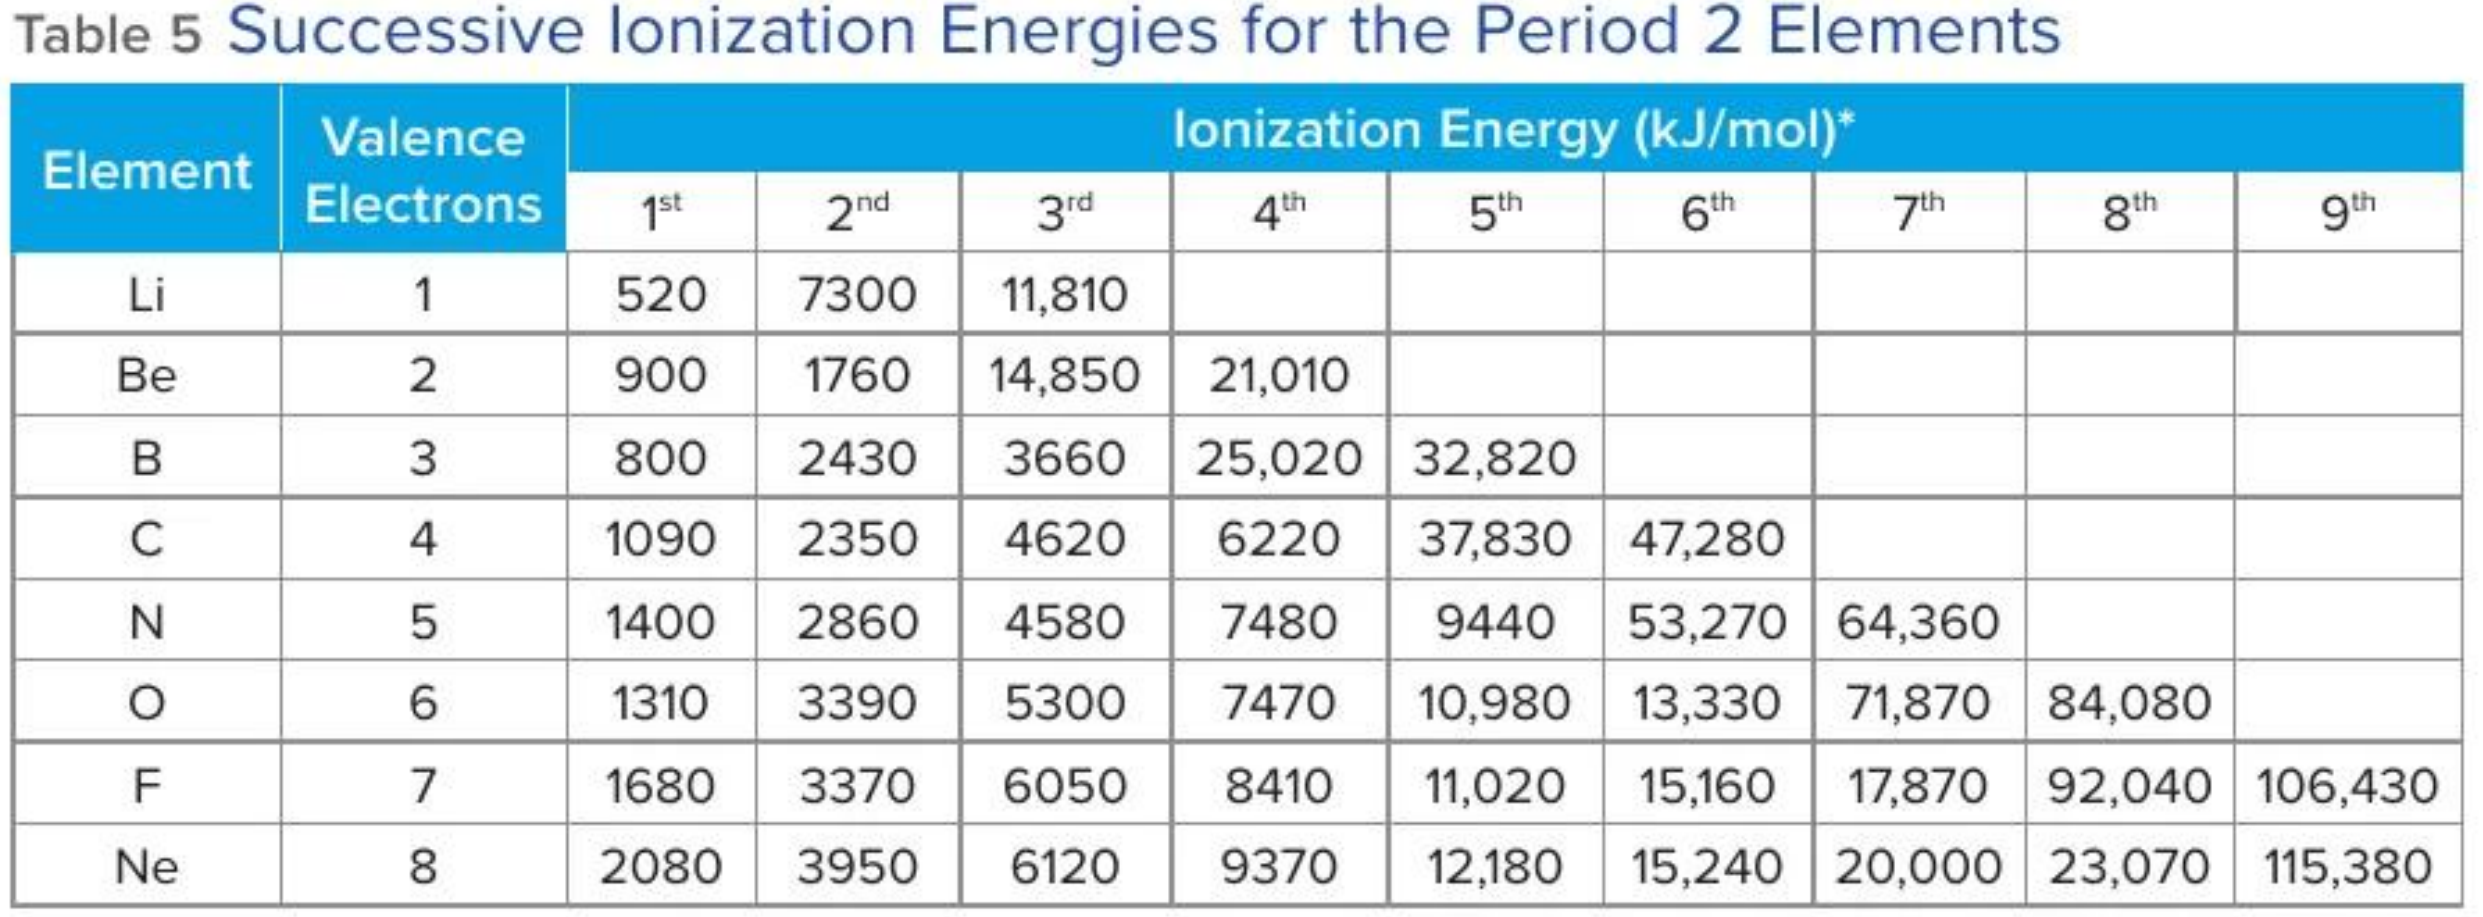 Table 5 Successive Ionization Energies for the Period 2 Elements
Element Valence Electrons Ionization Energy (kJ/mol)*
1st 2nd 3rd 4th 5th 6th 7th 8th 9th
Li 1 520 7300 11,810
Be 2 900 1760 14,850 21,010
B 3 800 2430 3660 25,020 32,820
C 4 1090 2350 4620 6220 37,830 47,280
N 5 1400 2860 4580 7480 9440 53,270 64,360
O 6 1310 3390 5300 7470 10,980 13,330 71,870 84,080
F 7 1680 3370 6050 8410 11,020 15,160 17,870 92,040 106,430
Ne 8 2080 3950 6120 9370 12,180 15,240 20,000 23,070 115,380